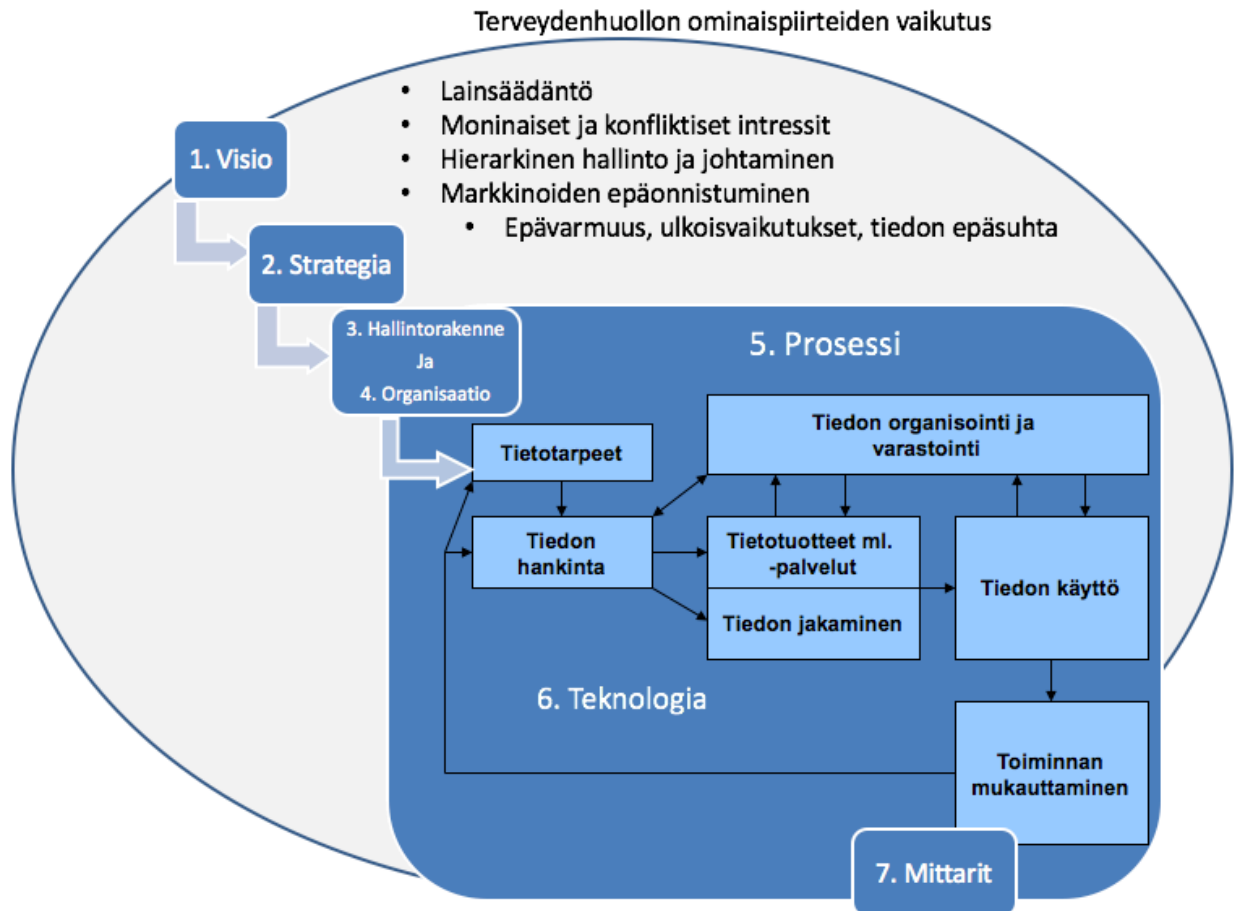 Terveydenhuollon ominaispiirteiden vaikutus
• Lainsäädäntö
• Moninaiset ja konfliktiset intressit
• Hierarkinen hallinto ja johtaminen
• Markkinoiden epäonnistuminen
• Epävarmuus, ulkoisvaikutukset, tiedon epäsuhta
1. Visio
2. Strategia
3. Hallintorakenne
Ja
4. Organisaatio
5. Prosessi
Tietotarpeet
Tiedon organisointi ja
varastointi
Tiedon
hankinta
Tietotuotteet ml.
-palvelut
Tiedon jakaminen
Tiedon käyttö
6. Teknologia
Toiminnan
mukauttaminen
7. Mittarit